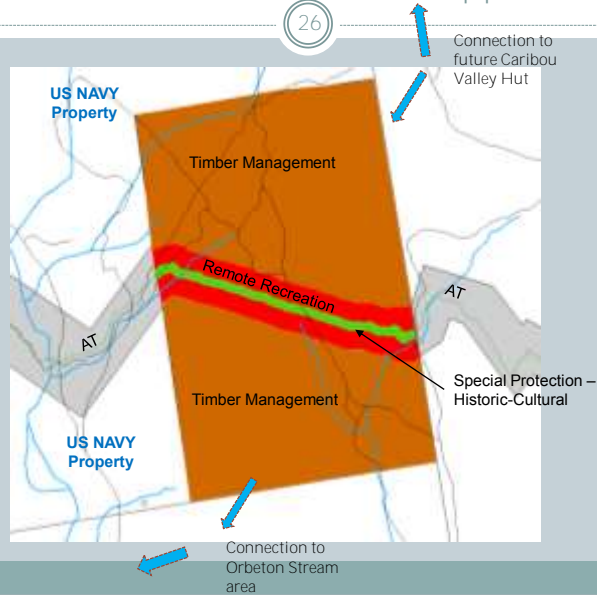 26
Connection to
future Caribou
Valley Hut
US NAVY
Property
Timber Management
Remote Recreation
AT
AT
Special Protection –
Historic-Cultural
Timber Management
US NAVY
Property
Connection to
Orbeton Stream
area